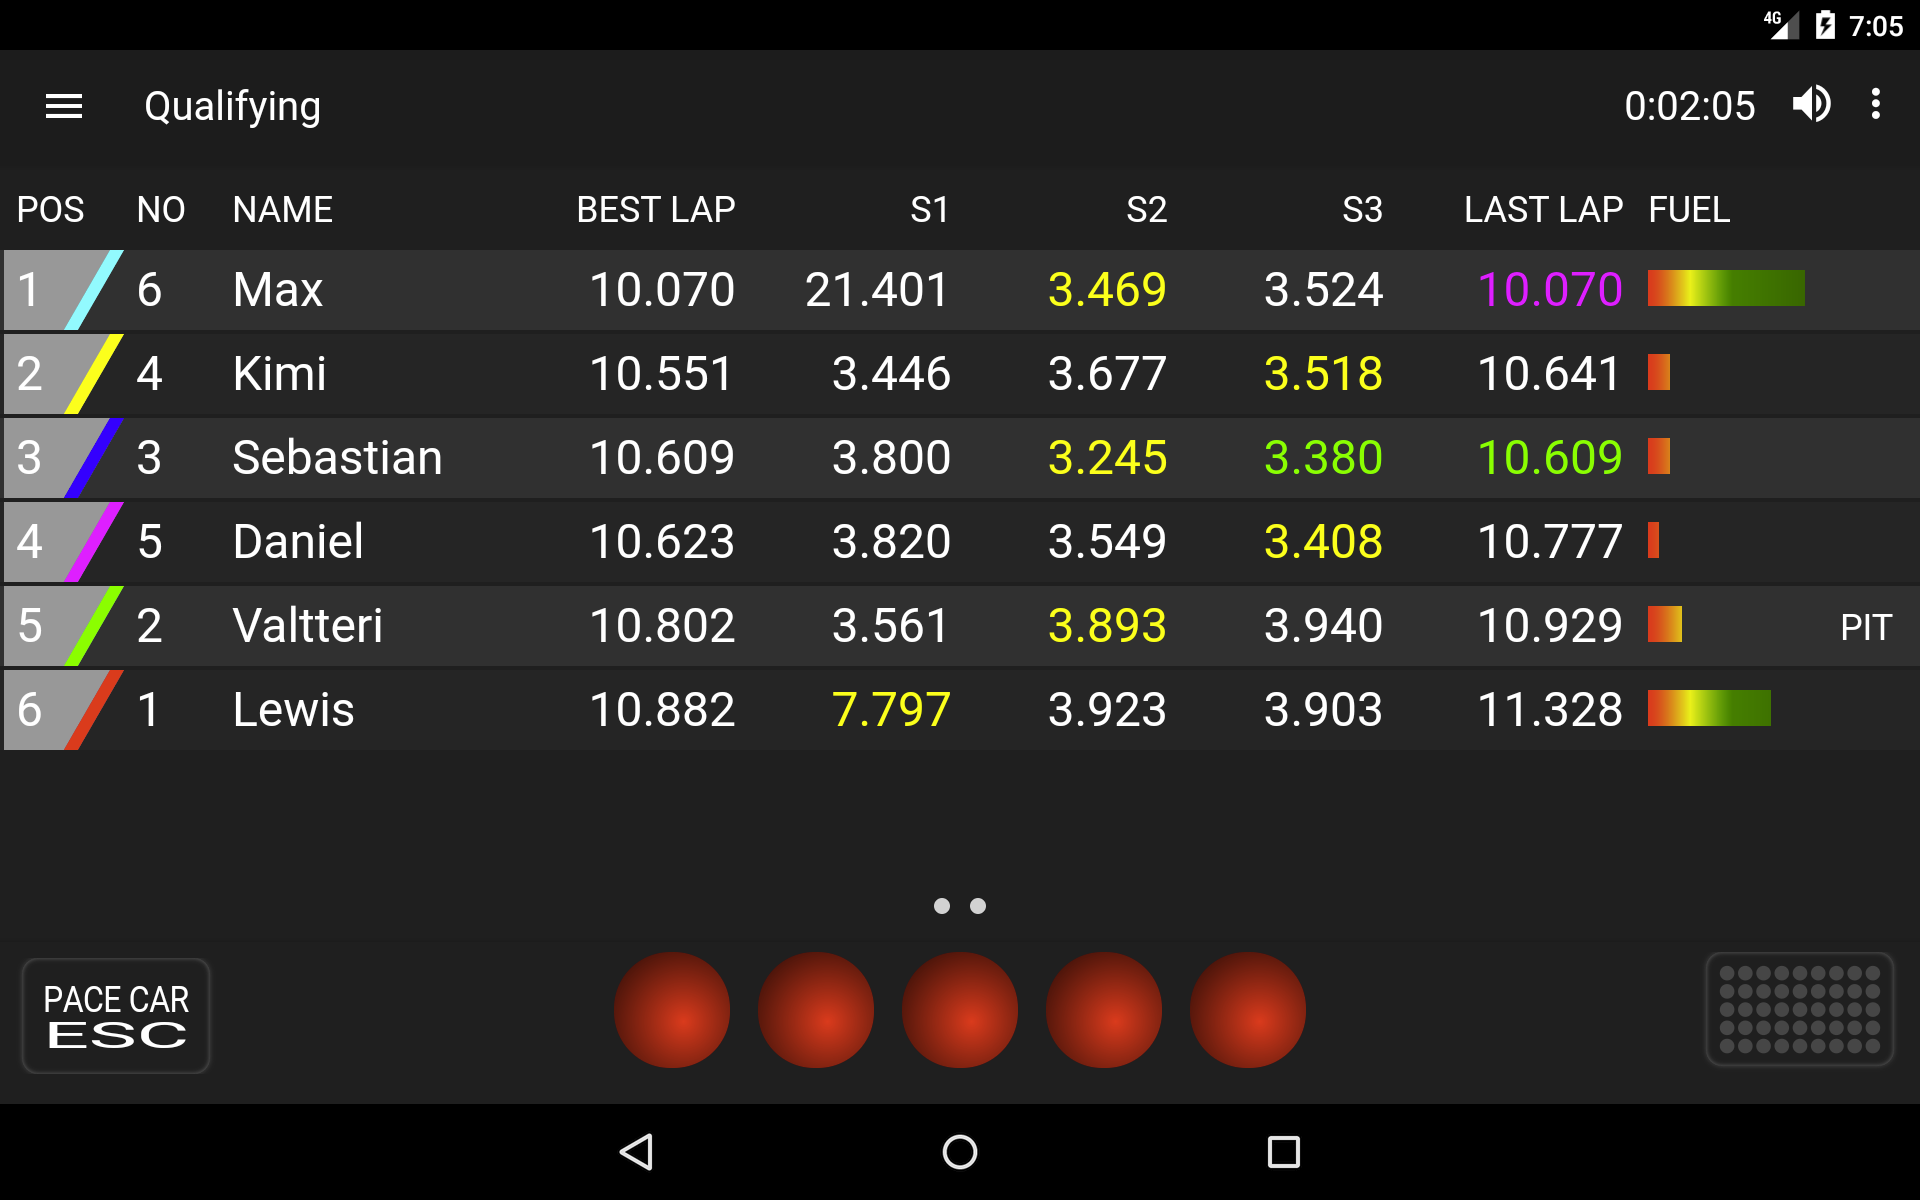 4G 7:05
Qualifying 0:02:05
POS NO NAME BEST LAP S1 S2 S3 LAST LAP FUEL
1 6 Max 10.070 21.401 3.469 3.524 10.070
2 4 Kimi 10.551 3.446 3.677 3.518 10.641
3 3 Sebastian 10.609 3.800 3.245 3.380 10.609
4 5 Daniel 10.623 3.820 3.549 3.408 10.777
5 2 Valtteri 10.802 3.561 3.893 3.940 10.929 PIT
6 1 Lewis 10.882 7.797 3.923 3.903 11.328
PACE CAR
ESC